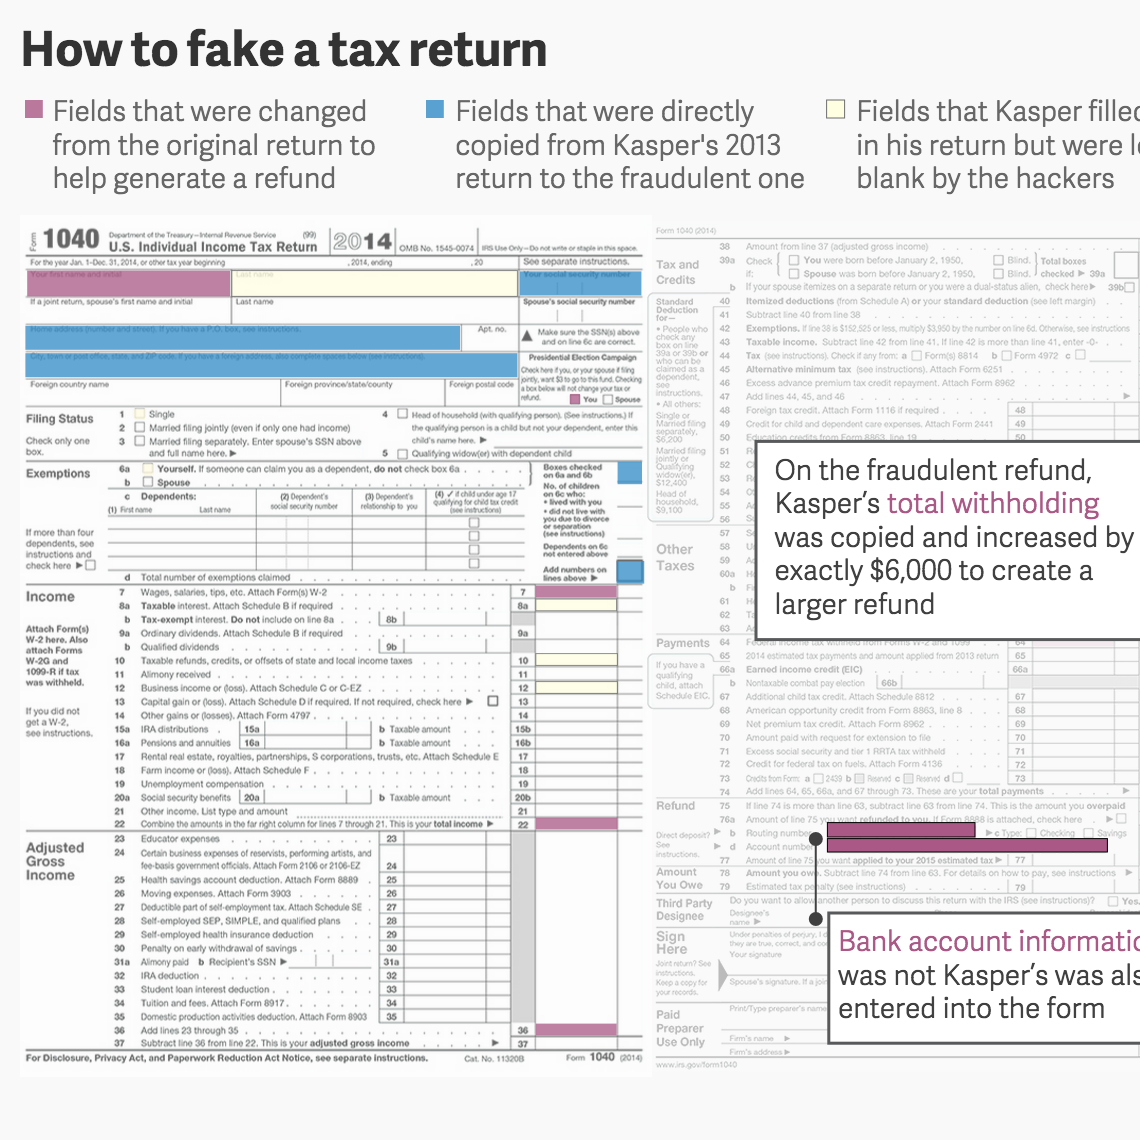 How to fake a tax return
Fields that were changed
from the original return to
help generate a refund
Fields that were directly
copied from Kasper's 2013
return to the fraudulent one
Fields that Kasper filled
in his return but were
blank by the hackers
Form 1040
Department of the Treasury—Internal Revenue Service (99)
U.S. Individual Income Tax Return
2014
OMB No. 1545-0074
IRS Use Only—Do not write or staple in this space.
For the year Jan. 1–Dec. 31, 2014, or other tax year beginning , 2014, ending , 20
See separate instructions.
Your first name and initial
Last name
Your social security number
If a joint return, spouse's first name and initial
Last name
Spouse's social security number
Home address (number and street). If you have a P.O. box, see instructions.
Apt. no.
Make sure the SSN(s) above
and on line 6c are correct.
City, town or post office, state, and ZIP code. If you have a foreign address, also complete spaces below (see instructions).
Presidential Election Campaign
Check here if you, or your spouse if filing
jointly, want $3 to go to this fund. Checking
a box below will not change your tax or
refund. You Spouse
Foreign country name
Foreign province/state/county
Foreign postal code
Filing Status
Check only one
box.
1 Single
2 Married filing jointly (even if only one had income)
3 Married filing separately. Enter spouse's SSN above
and full name here.
4 Head of household (with qualifying person). (See instructions.) If
the qualifying person is a child but not your dependent, enter this
child's name here.
5 Qualifying widow(er) with dependent child
Exemptions
6a Yourself. If someone can claim you as a dependent, do not check box 6a
b Spouse
c Dependents:
(1) First name Last name
(2) Dependent's
social security number
(3) Dependent's
relationship to you
(4) ✓ if child under age 17
qualifying for child tax credit
(see instructions)
If more than four
dependents, see
instructions and
check here
d Total number of exemptions claimed
Boxes checked
on 6a and 6b
No. of children
on 6c who:
• lived with you
• did not live with
you due to divorce
or separation
(see instructions)
Dependents on 6c
not entered above
Add numbers on
lines above
Income
Attach Form(s)
W-2 here. Also
attach Forms
W-2G and
1099-R if tax
was withheld.
If you did not
get a W-2,
see instructions.
7 Wages, salaries, tips, etc. Attach Form(s) W-2 7
8a Taxable interest. Attach Schedule B if required 8a
b Tax-exempt interest. Do not include on line 8a 8b
9a Ordinary dividends. Attach Schedule B if required 9a
b Qualified dividends 9b
10 Taxable refunds, credits, or offsets of state and local income taxes 10
11 Alimony received 11
12 Business income or (loss). Attach Schedule C or C-EZ 12
13 Capital gain or (loss). Attach Schedule D if required. If not required, check here 13
14 Other gains or (losses). Attach Form 4797 14
15a IRA distributions 15a b Taxable amount 15b
16a Pensions and annuities 16a b Taxable amount 16b
17 Rental real estate, royalties, partnerships, S corporations, trusts, etc. Attach Schedule E 17
18 Farm income or (loss). Attach Schedule F 18
19 Unemployment compensation 19
20a Social security benefits 20a b Taxable amount 20b
21 Other income. List type and amount 21
22 Combine the amounts in the far right column for lines 7 through 21. This is your total income 22
Adjusted
Gross
Income
23 Educator expenses 23
24 Certain business expenses of reservists, performing artists, and
fee-basis government officials. Attach Form 2106 or 2106-EZ 24
25 Health savings account deduction. Attach Form 8889 25
26 Moving expenses. Attach Form 3903 26
27 Deductible part of self-employment tax. Attach Schedule SE 27
28 Self-employed SEP, SIMPLE, and qualified plans 28
29 Self-employed health insurance deduction 29
30 Penalty on early withdrawal of savings 30
31a Alimony paid b Recipient's SSN 31a
32 IRA deduction 32
33 Student loan interest deduction 33
34 Tuition and fees. Attach Form 8917 34
35 Domestic production activities deduction. Attach Form 8903 35
36 Add lines 23 through 35 36
37 Subtract line 36 from line 22. This is your adjusted gross income 37
For Disclosure, Privacy Act, and Paperwork Reduction Act Notice, see separate instructions.
Cat. No. 11320B
Form 1040 (2014)
Form 1040 (2014)
38 Amount from line 37 (adjusted gross income)
Tax and
Credits
39a Check if: You were born before January 2, 1950, Blind.
Spouse was born before January 2, 1950, Blind.
Total boxes
checked 39a
b If your spouse itemizes on a separate return or you were a dual-status alien, check here 39b
Standard
Deduction
for—
• People who
check any
box on line
39a or 39b or
who can be
claimed as a
dependent,
see
instructions.
• All others:
Single or
Married filing
separately,
$6,200
Married filing
jointly or
Qualifying
widow(er),
$12,400
Head of
household,
$9,100
40 Itemized deductions (from Schedule A) or your standard deduction (see left margin)
41 Subtract line 40 from line 38
42 Exemptions. If line 38 is $152,525 or less, multiply $3,950 by the number on line 6d. Otherwise, see instructions
43 Taxable income. Subtract line 42 from line 41. If line 42 is more than line 41, enter -0-
44 Tax (see instructions). Check if any from: a Form(s) 8814 b Form 4972 c
45 Alternative minimum tax (see instructions). Attach Form 6251
46 Excess advance premium tax credit repayment. Attach Form 8962
47 Add lines 44, 45, and 46
48 Foreign tax credit. Attach Form 1116 if required 48
49 Credit for child and dependent care expenses. Attach Form 2441 49
50 Education credits from Form 8863, line 19 50
51
52
53
54
55
56
Other
Taxes
57
58
59
60a
b
61
62
63
On the fraudulent refund,
Kasper's total withholding
was copied and increased by
exactly $6,000 to create a
larger refund
Payments
If you have a
qualifying
child, attach
Schedule EIC.
64 Federal income tax withheld from Forms W-2 and 1099 64
65 2014 estimated tax payments and amount applied from 2013 return 65
66a Earned income credit (EIC) 66a
b Nontaxable combat pay election 66b
67 Additional child tax credit. Attach Schedule 8812 67
68 American opportunity credit from Form 8863, line 8 68
69 Net premium tax credit. Attach Form 8962 69
70 Amount paid with request for extension to file 70
71 Excess social security and tier 1 RRTA tax withheld 71
72 Credit for federal tax on fuels. Attach Form 4136 72
73 Credits from Form: a 2439 b Reserved c Reserved d 73
74 Add lines 64, 65, 66a, and 67 through 73. These are your total payments
Refund
Direct deposit?
See
instructions.
75 If line 74 is more than line 63, subtract line 63 from line 74. This is the amount you overpaid
76a Amount of line 75 you want refunded to you. If Form 8888 is attached, check here
b Routing number c Type: Checking Savings
d Account number
77 Amount of line 75 you want applied to your 2015 estimated tax 77
Amount
You Owe
78 Amount you owe. Subtract line 74 from line 63. For details on how to pay, see instructions
79 Estimated tax penalty (see instructions) 79
Third Party
Designee
Do you want to allow another person to discuss this return with the IRS (see instructions)? Yes.
Designee's
name
Bank account
was not Kasper's was
entered into the form
Sign
Here
Joint return? See
instructions.
Keep a copy for
your records.
Under penalties of perjury, I
they are true, correct, and
Your signature
Spouse's signature. If a
Paid
Preparer
Use Only
Print/Type preparer's name
Firm's name
Firm's address
www.irs.gov/form1040